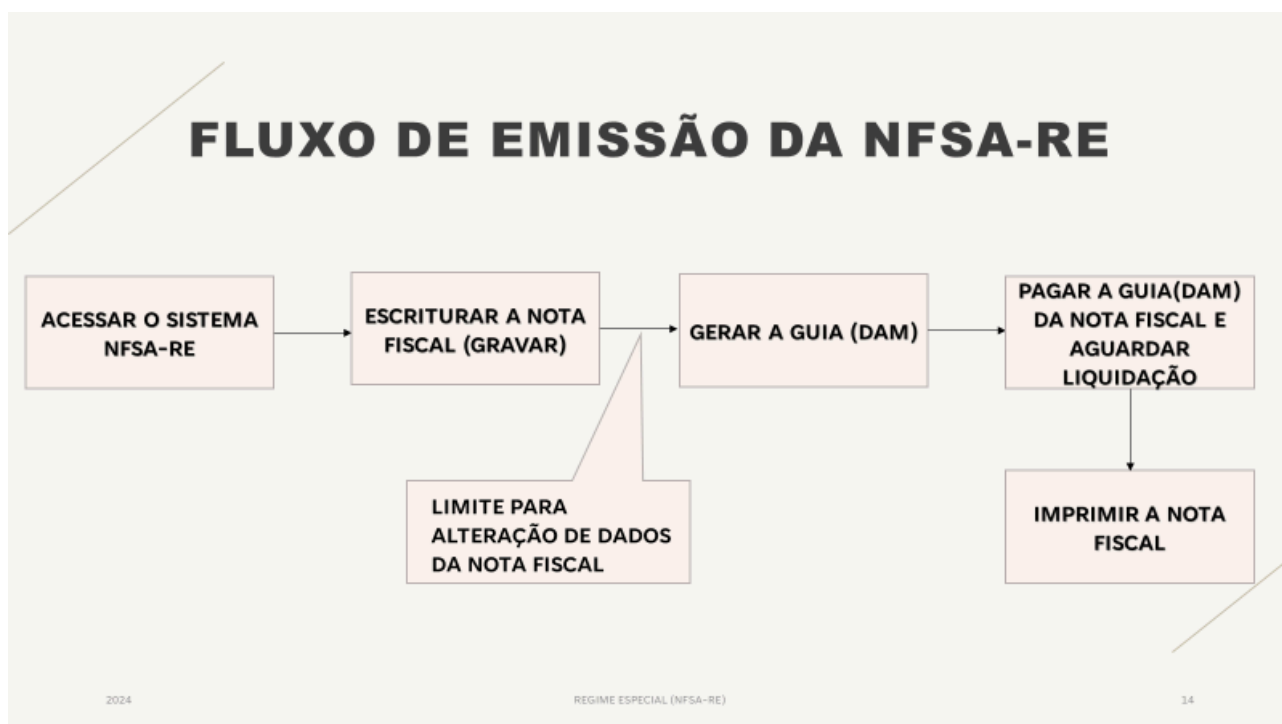 FLUXO DE EMISSÃO DA NFSA-RE
ACESSAR O SISTEMA
NFSA-RE
ESCRITURAR A NOTA
FISCAL (GRAVAR)
GERAR A GUIA (DAM)
PAGAR A GUIA(DAM)
DA NOTA FISCAL E
AGUARDAR
LIQUIDAÇÃO
LIMITE PARA
ALTERAÇÃO DE DADOS
DA NOTA FISCAL
IMPRIMIR A NOTA
FISCAL
2024
REGIME ESPECIAL (NFSA-RE)
14